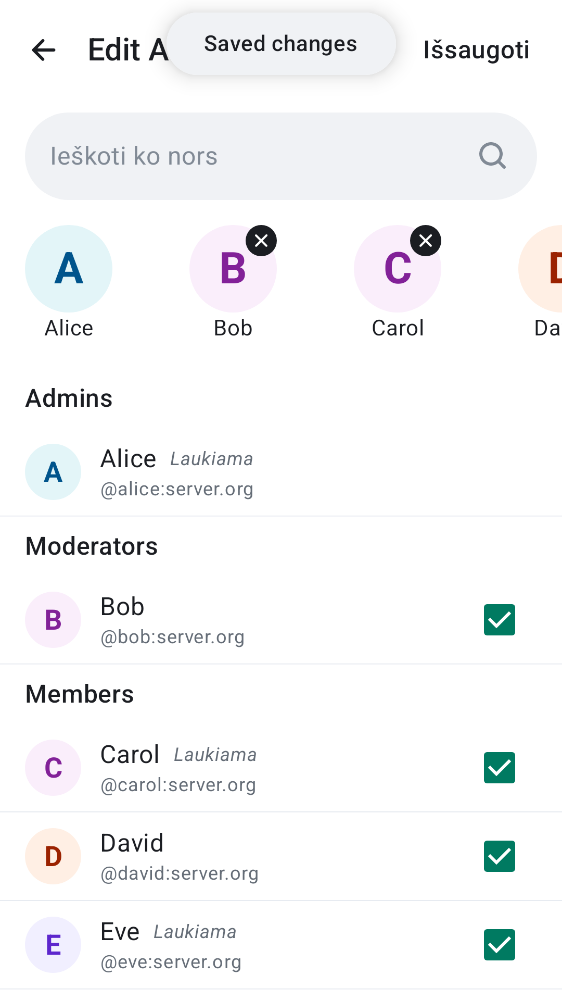 Edit A
Saved changes
Išsaugoti
Ieškoti ko nors
A
B
C
Alice
Bob
Carol
Da
Admins
A
Alice Laukiama
@alice:server.org
Moderators
B
Bob
@bob:server.org
Members
C
Carol Laukiama
@carol:server.org
D
David
@david:server.org
E
Eve Laukiama
@eve:server.org